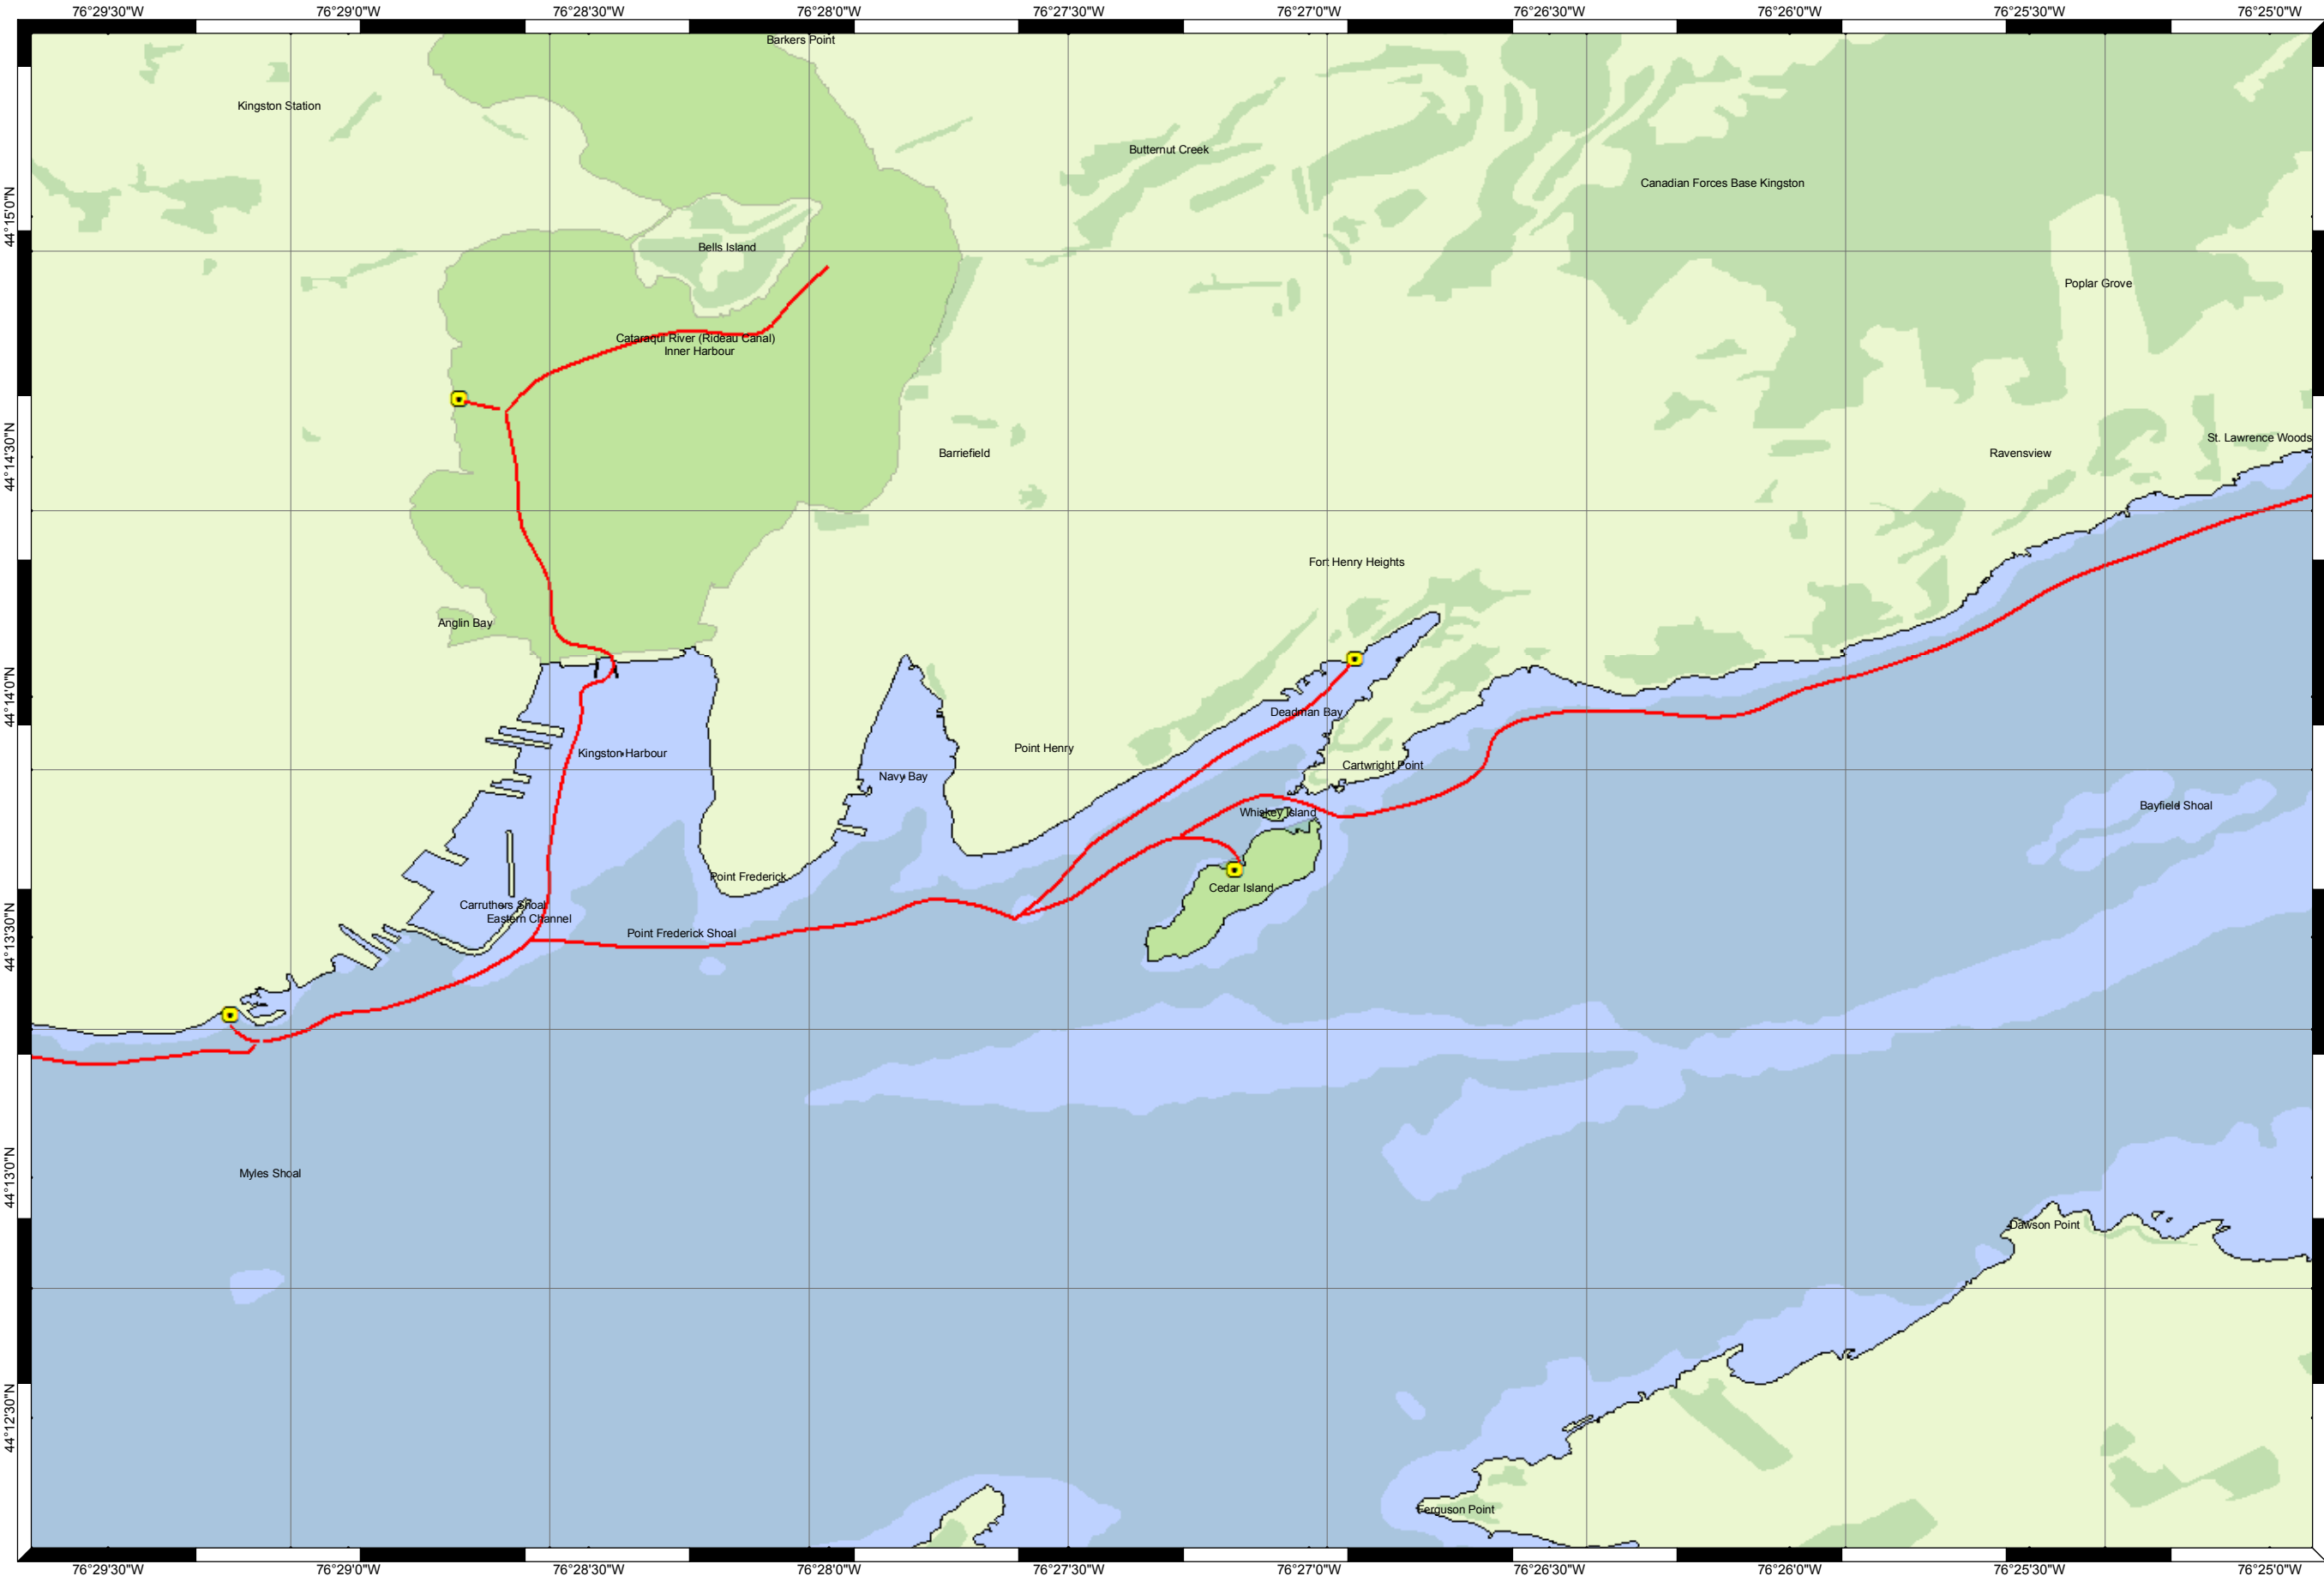 76°29'30"W 76°29'0"W 76°28'30"W 76°28'0"W 76°27'30"W 76°27'0"W 76°26'30"W 76°26'0"W 76°25'30"W 76°25'0"W
Barkers Point
Kingston Station
Butternut Creek
Canadian Forces Base Kingston
44°15'0"N
Bells Island
Poplar Grove
Cataraqui River (Rideau Canal)
Inner Harbour
St. Lawrence Woods
Barriefield
Ravensview
44°14'30"N
Fort Henry Heights
Anglin Bay
44°14'0"N
Deadman Bay
Point Henry
Kingston Harbour
Cartwright Point
Navy Bay
Bayfield Shoal
Whiskey Island
Point Frederick
Cedar Island
Carruthers Shoal
Eastern Channel
Point Frederick Shoal
44°13'30"N
44°13'0"N
Myles Shoal
Dawson Point
44°12'30"N
Ferguson Point
76°29'30"W 76°29'0"W 76°28'30"W 76°28'0"W 76°27'30"W 76°27'0"W 76°26'30"W 76°26'0"W 76°25'30"W 76°25'0"W